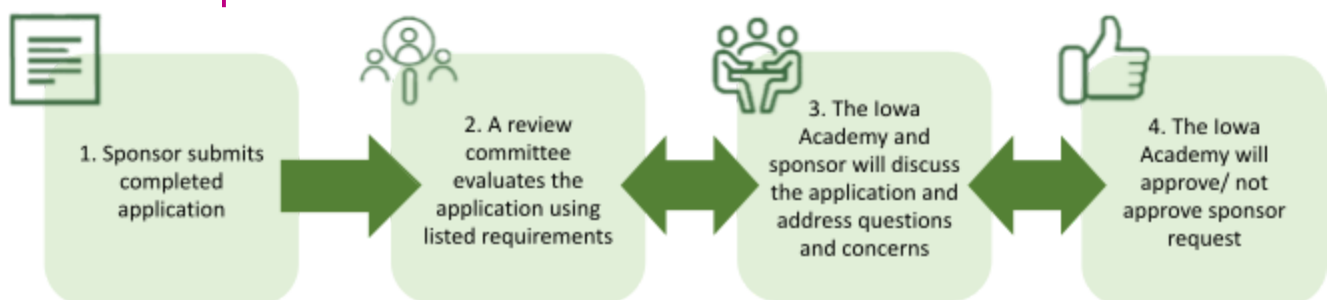 1. Sponsor submits
completed
application
2. A review
committee
evaluates the
application using
listed requirements
3. The Iowa
Academy and
sponsor will discuss
the application and
address questions
and concerns
4. The Iowa
Academy will
approve/ not
approve sponsor
request